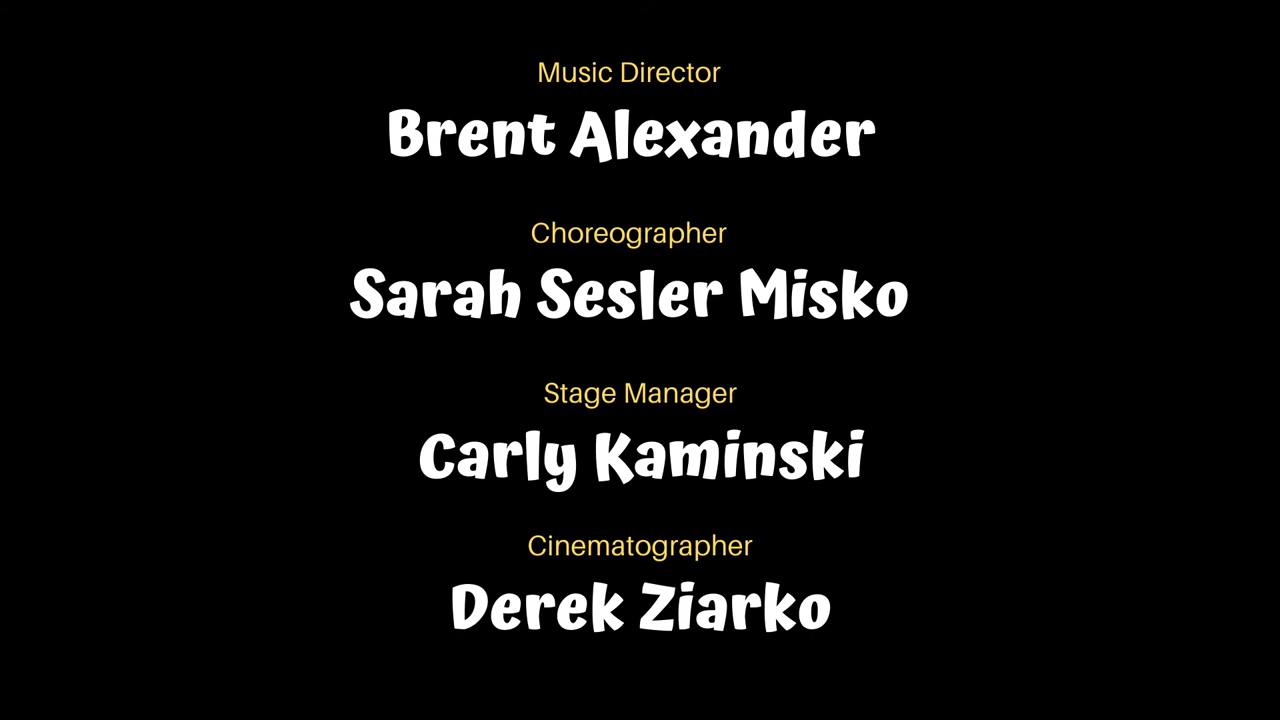 Music Director
Brent Alexander
Choreographer
Sarah Sesler Misko
Stage Manager
Carly Kaminski
Cinematographer
Derek Ziarko